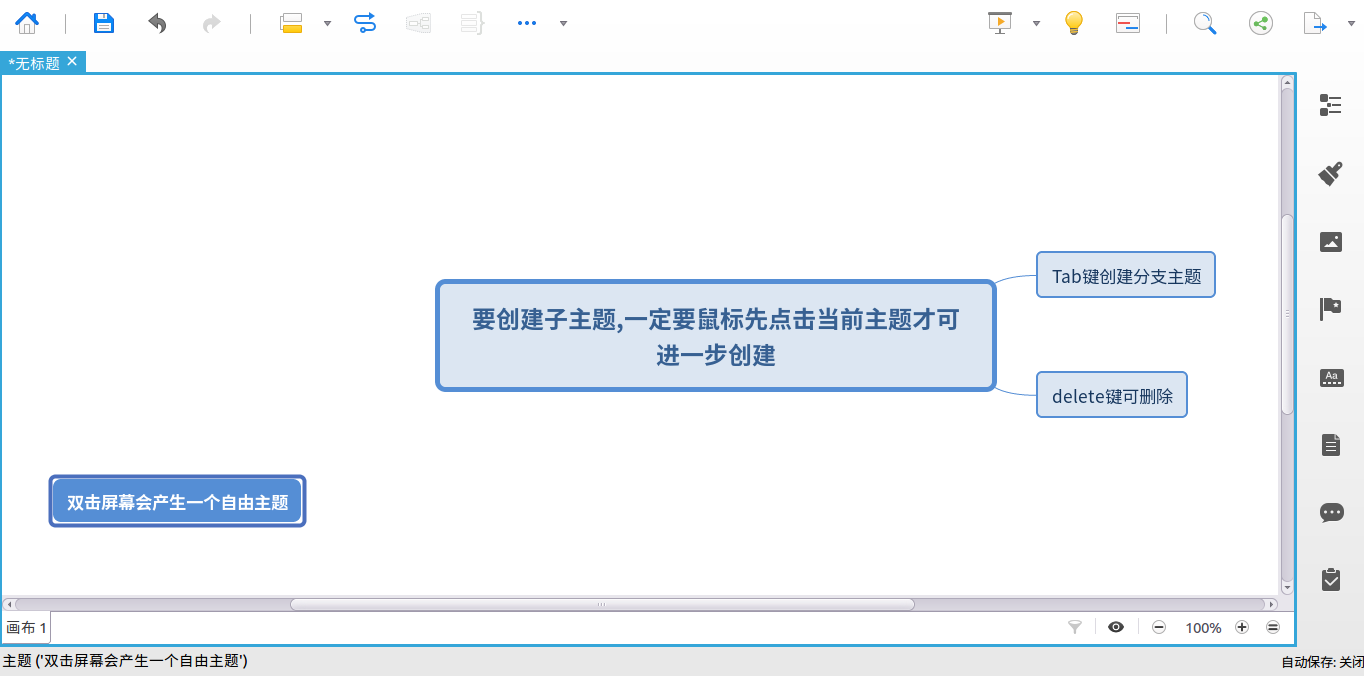 *无标题
Tab键创建分支主题
要创建子主题,一定要鼠标先点击当前主题才可
进一步创建
delete键可删除
双击屏幕会产生一个自由主题
Aa
画布 1
100%
主题 ('双击屏幕会产生一个自由主题')
自动保存: 关闭